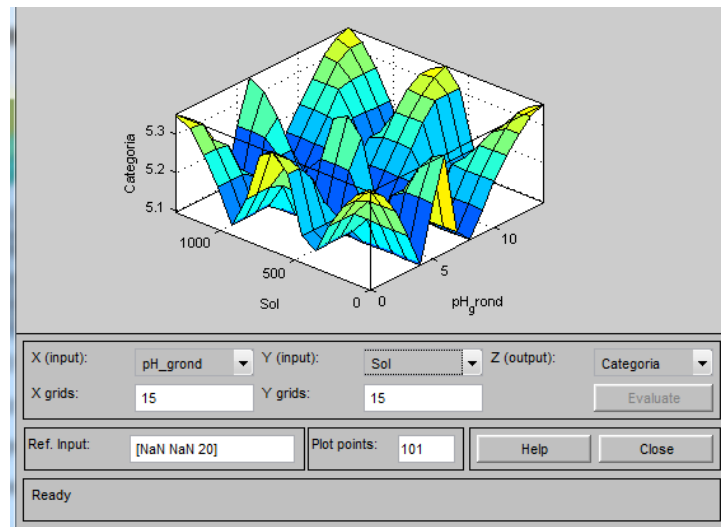 5.3
5.2
5.1
Categoria
1000
500
0
Sol
0
5
10
pH_grond
X (input): pH_grond Y (input): Sol Z (output): Categoria
X grids: 15 Y grids: 15 Evaluate
Ref. Input: [NaN NaN 20] Plot points: 101 Help Close
Ready